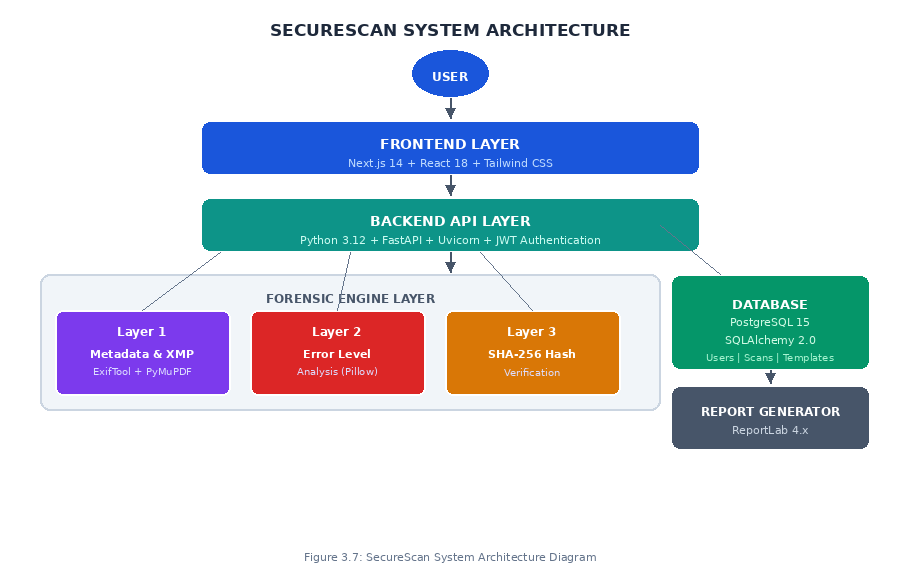 SECURESCAN SYSTEM ARCHITECTURE
USER
FRONTEND LAYER
Next.js 14 + React 18 + Tailwind CSS
BACKEND API LAYER
Python 3.12 + FastAPI + Uvicorn + JWT Authentication
FORENSIC ENGINE LAYER
Layer 1
Metadata & XMP
ExifTool + PyMuPDF
Layer 2
Error Level
Analysis (Pillow)
Layer 3
SHA-256 Hash
Verification
DATABASE
PostgreSQL 15
SQLAlchemy 2.0
Users | Scans | Templates
REPORT GENERATOR
ReportLab 4.x
Figure 3.7: SecureScan System Architecture Diagram